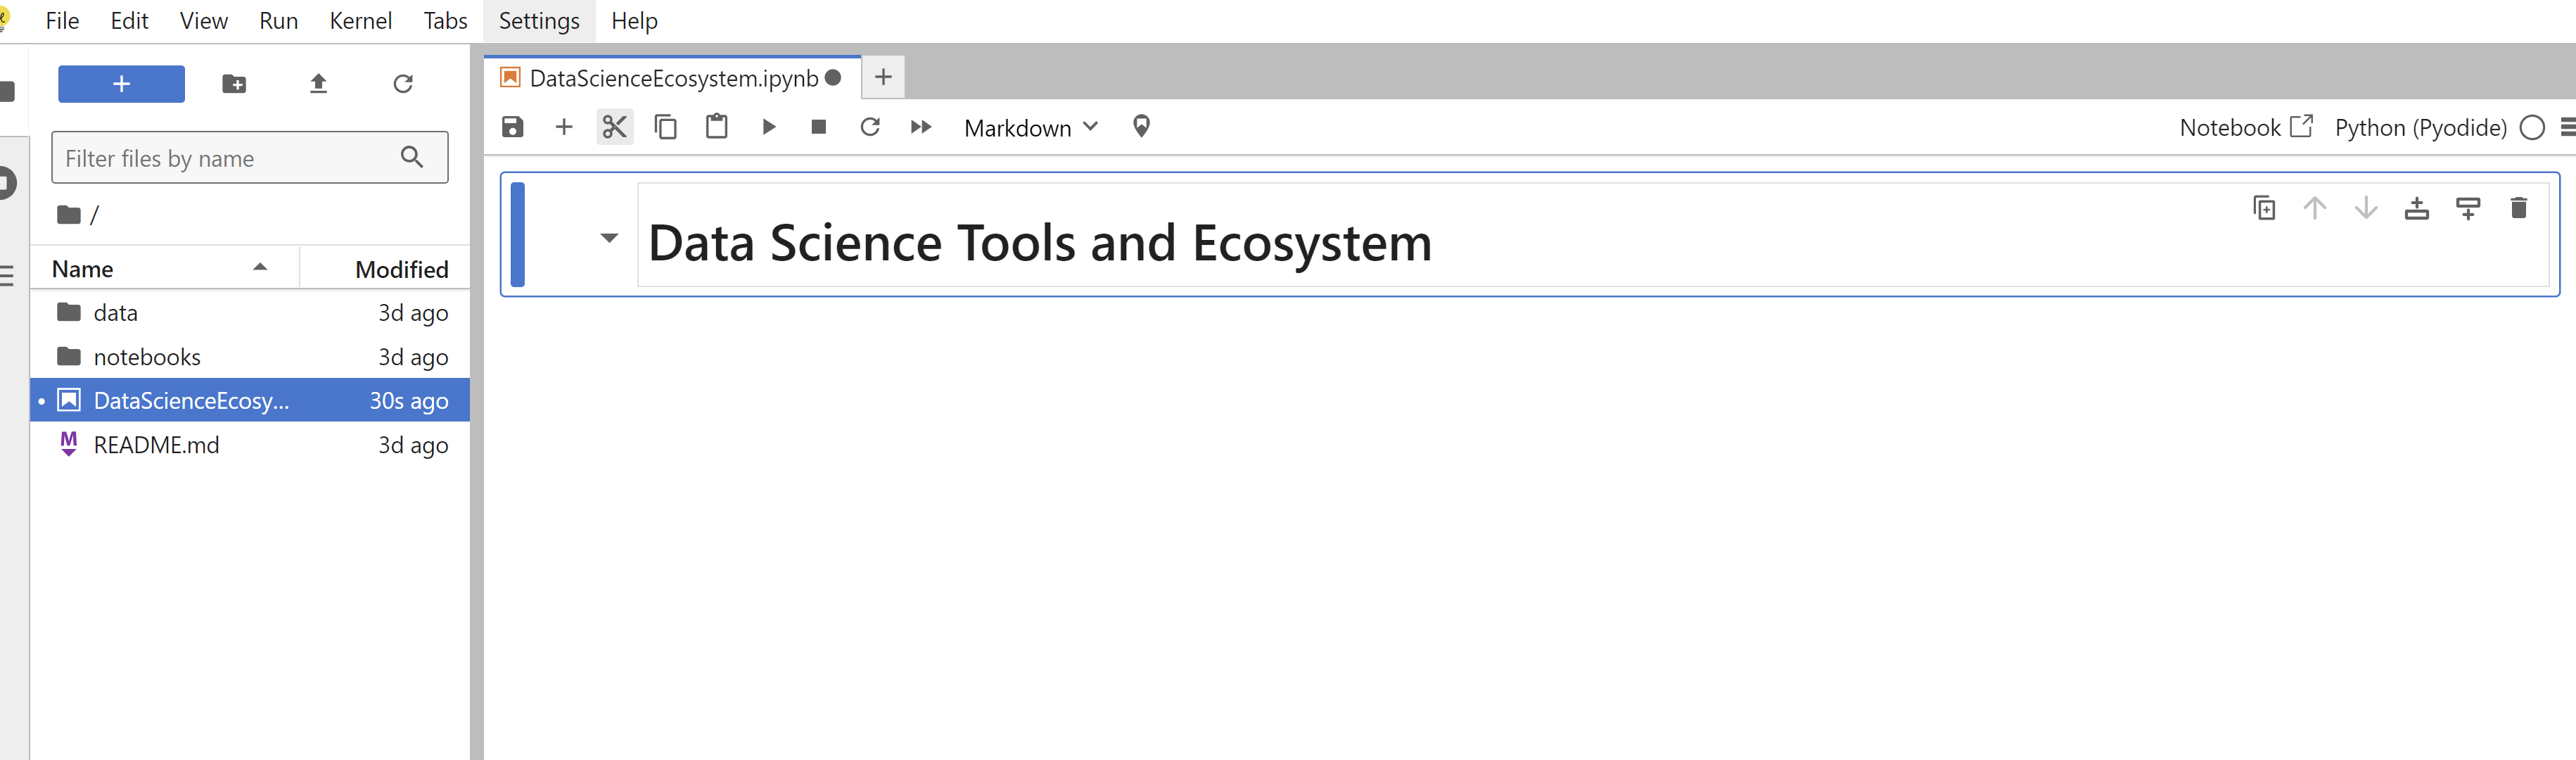 File Edit View Run Kernel Tabs Settings Help
+
Filter files by name
/
Name Modified
data 3d ago
notebooks 3d ago
DataScienceEcosy... 30s ago
README.md 3d ago
DataScienceEcosystem.ipynb
Markdown
Notebook Python (Pyodide)
Data Science Tools and Ecosystem